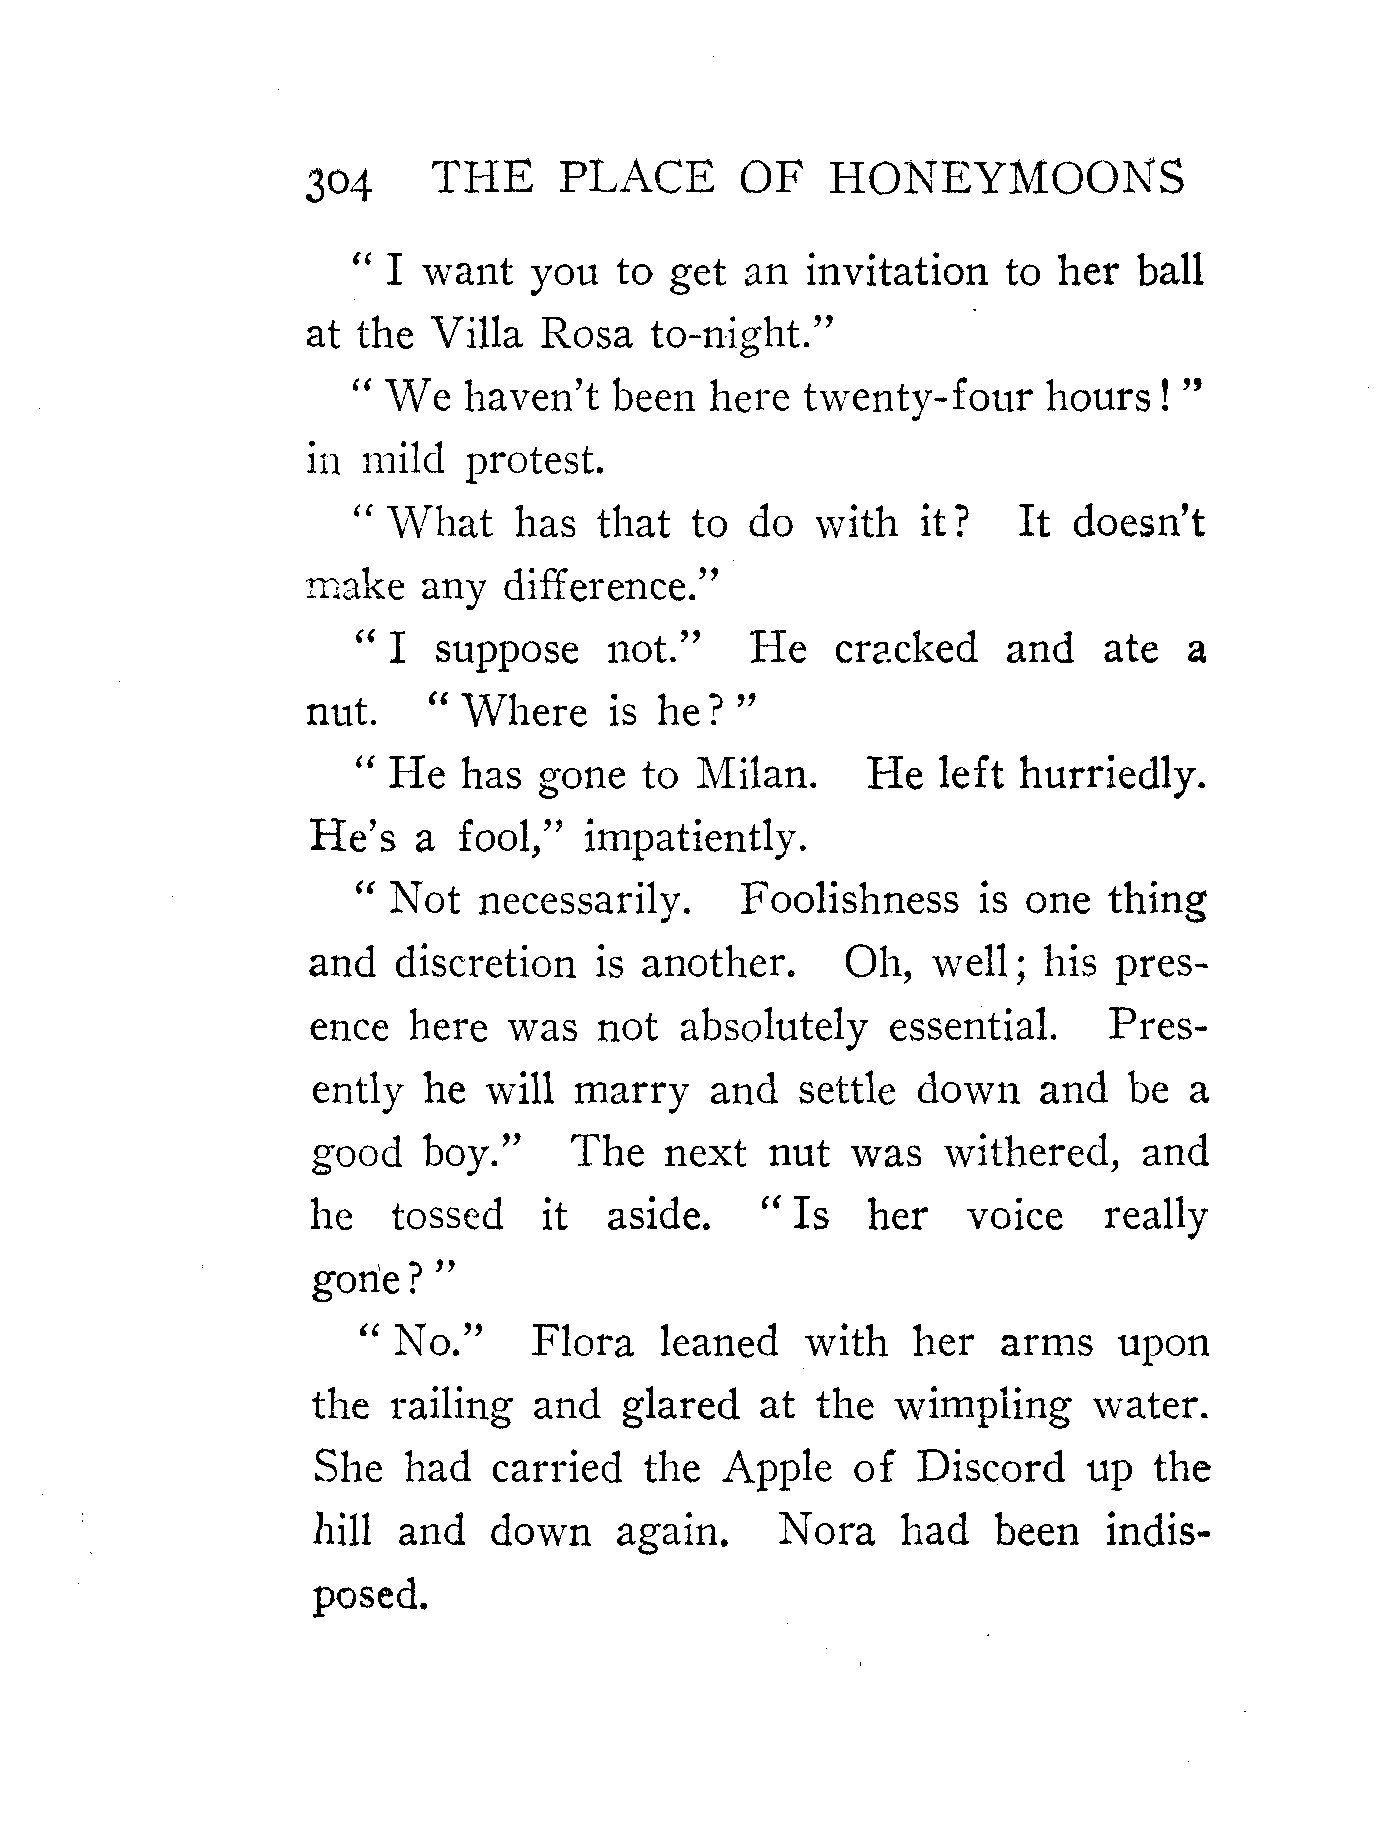 304 THE PLACE OF HONEYMOONS
“ I want you to get an invitation to her ball
at the Villa Rosa to-night.”
“ We haven't been here twenty-four hours ! ”
in mild protest.
“ What has that to do with it ? It doesn't
make any difference.”
“ I suppose not.” He cracked and ate a
nut. “ Where is he ? ”
“ He has gone to Milan. He left hurriedly.
He's a fool,” impatiently.
“ Not necessarily. Foolishness is one thing
and discretion is another. Oh, well ; his pres-
ence here was not absolutely essential. Pres-
ently he will marry and settle down and be a
good boy.” The next nut was withered, and
he tossed it aside. “ Is her voice really
gone ? ”
“ No.” Flora leaned with her arms upon
the railing and glared at the wimpling water.
She had carried the Apple of Discord up the
hill and down again. Nora had been indis-
posed.